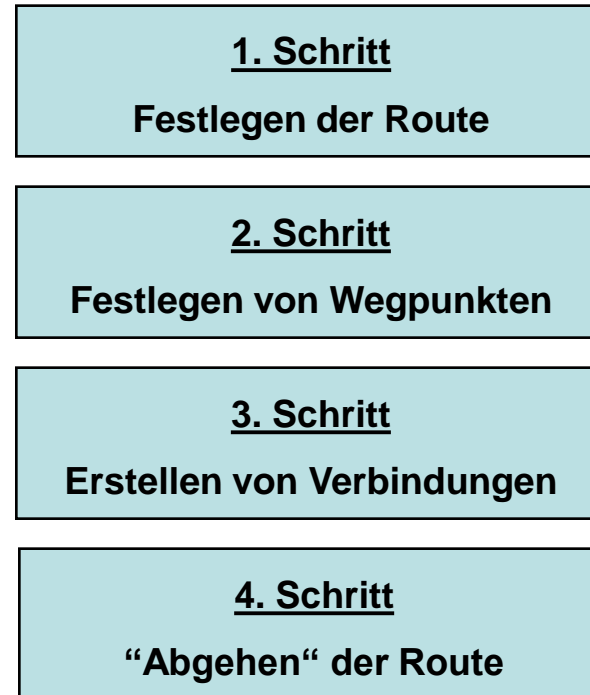 1. Schritt
Festlegen der Route
2. Schritt
Festlegen von Wegpunkten
3. Schritt
Erstellen von Verbindungen
4. Schritt
“Abgehen“ der Route